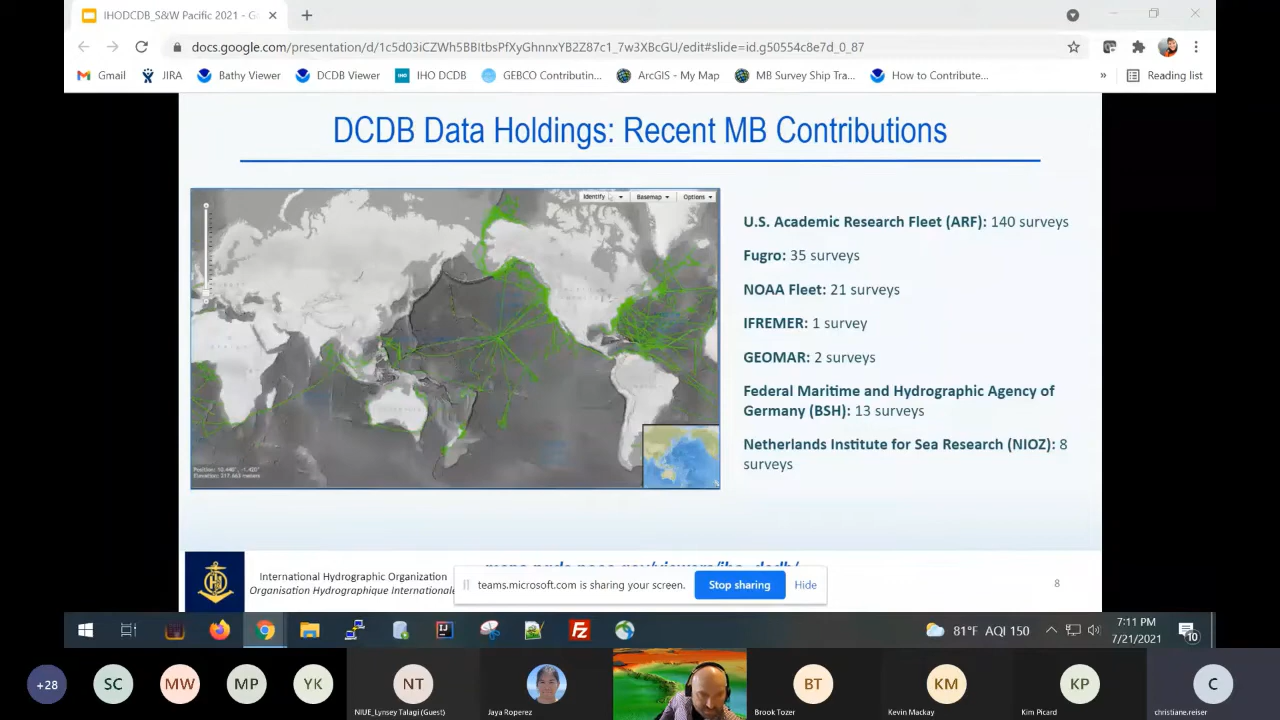 IHODCDB_S&W Pacific 2021 - G
docs.google.com/presentation/d/1c5d03iCZWh5BBItbsPfXyGhnnxYB2Z87c1_7w3XBcGU/edit#slide=id.g50554c8e7d_0_87
Gmail JIRA Bathy Viewer DCDB Viewer IHO DCDB GEBCO Contributin... ArcGIS - My Map MB Survey Ship Tra... How to Contribute... » Reading list
DCDB Data Holdings: Recent MB Contributions
Identify Basemap Options
U.S. Academic Research Fleet (ARF): 140 surveys
Fugro: 35 surveys
NOAA Fleet: 21 surveys
IFREMER: 1 survey
GEOMAR: 2 surveys
Federal Maritime and Hydrographic Agency of
Germany (BSH): 13 surveys
Netherlands Institute for Sea Research (NIOZ): 8
surveys
International Hydrographic Organization
Organisation Hydrographique Internationale
teams.microsoft.com is sharing your screen. Stop sharing Hide
8
81°F AQI 150
7:11 PM
7/21/2021
10
+28 SC MW MP YK NT BT KM KP C
NIUE_Lynsey Talagi (Guest) Jaya Roperez Brook Tozer Kevin Mackay Kim Picard christiane.reiser